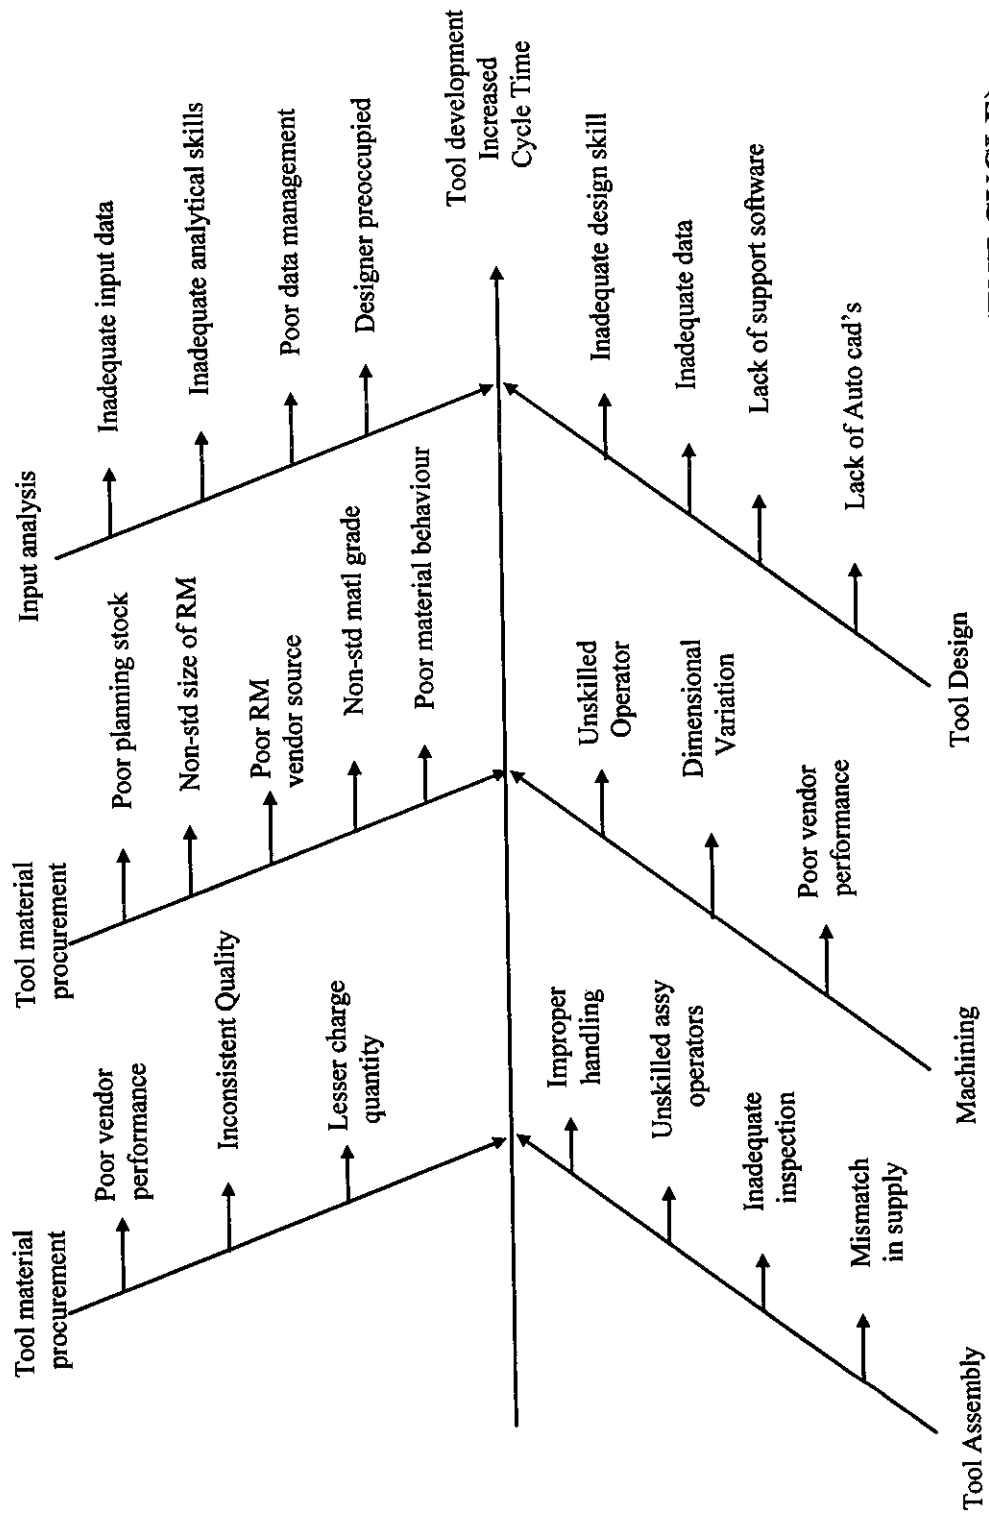 Tool material
procurement
Poor vendor
performance
Inconsistent Quality
Lesser charge
quantity
Tool material
procurement
Poor planning stock
Non-std size of RM
Poor RM
vendor source
Non-std matl grade
Poor material behaviour
Input analysis
Inadequate input data
Inadequate analytical skills
Poor data management
Designer preoccupied
Tool development
Increased
Cycle Time
Improper
handling
Unskilled assy
operators
Inadequate
inspection
Mismatch
in supply
Tool Assembly
Unskilled
Operator
Dimensional
Variation
Poor vendor
performance
Machining
Inadequate design skill
Inadequate data
Lack of support software
Lack of Auto cad's
Tool Design